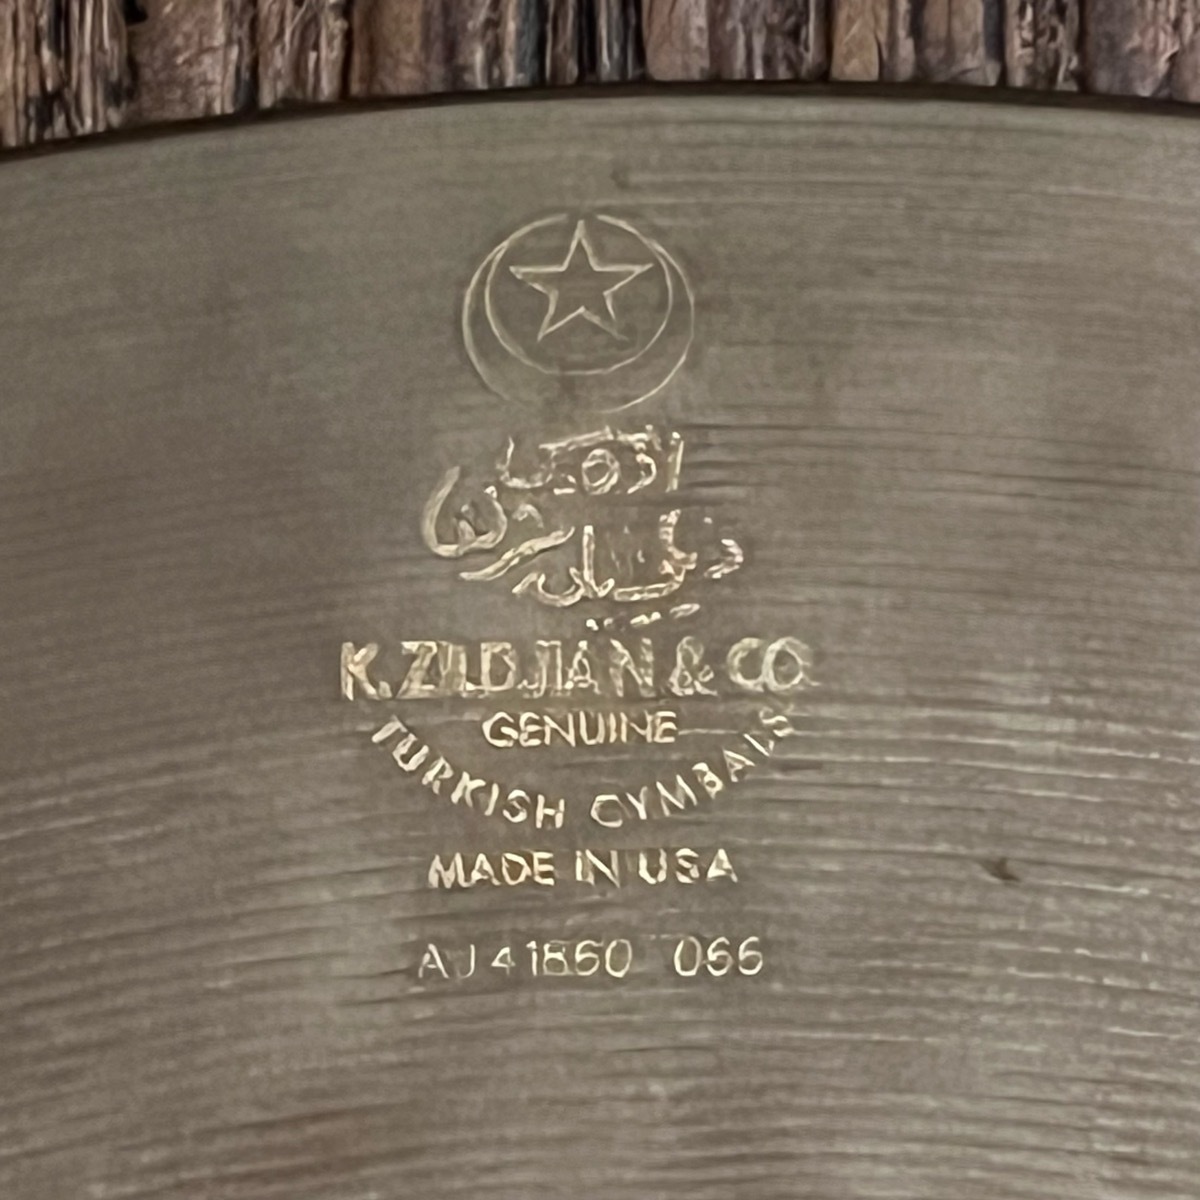 K. ZILDJIAN & CO
GENUINE
TURKISH CYMBALS
MADE IN USA
AJ41860 066